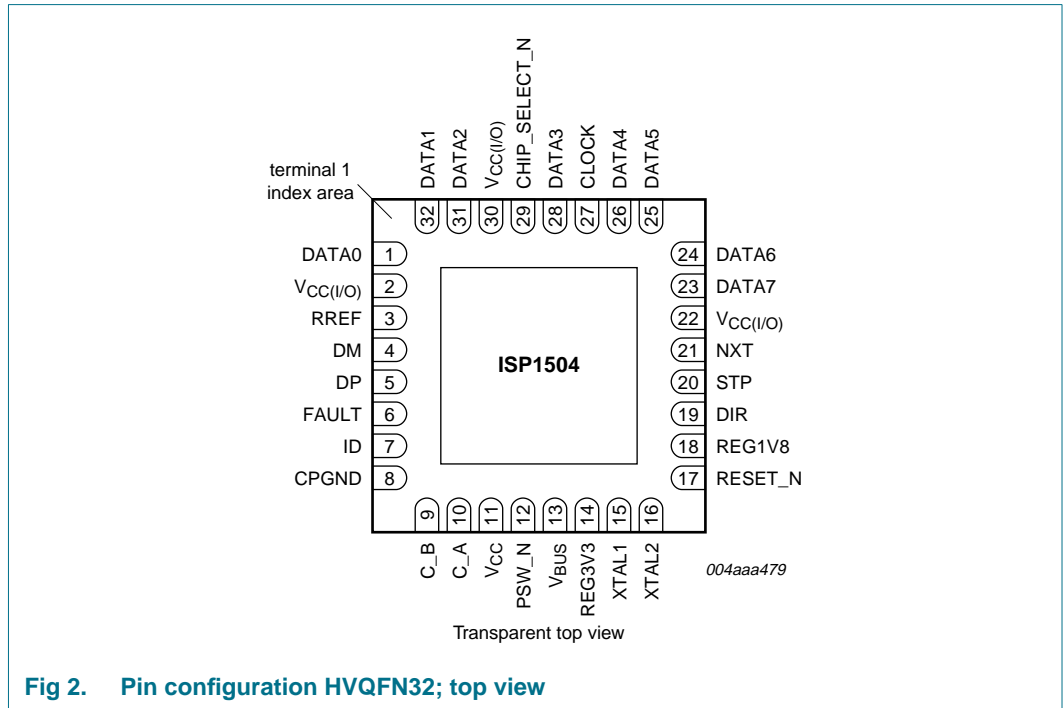 DATA1
DATA2
VCC(I/O)
CHIP_SELECT_N
DATA3
CLOCK
DATA4
DATA5
terminal 1
index area
32
31
30
29
28
27
26
25
DATA0 1
VCC(I/O) 2
RREF 3
DM 4
DP 5
FAULT 6
ID 7
CPGND 8
ISP1504
24 DATA6
23 DATA7
22 VCC(I/O)
21 NXT
20 STP
19 DIR
18 REG1V8
17 RESET_N
9
10
11
12
13
14
15
16
C_B
C_A
VCC
PSW_N
VBUS
REG3V3
XTAL1
XTAL2
004aaa479
Transparent top view
Fig 2. Pin configuration HVQFN32; top view